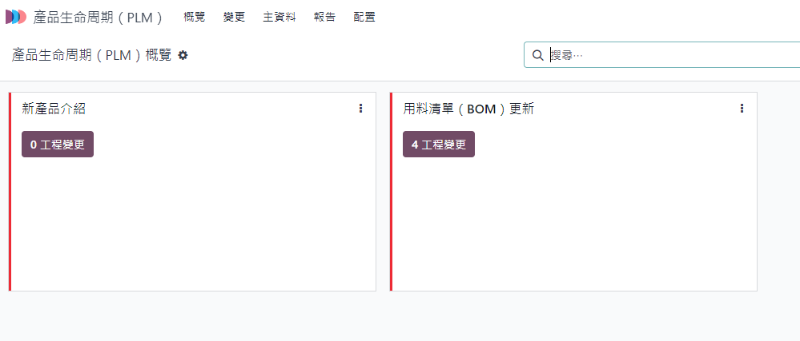 產品生命周期（PLM） 概覽 變更 主資料 報告 配置
產品生命周期（PLM）概覽 搜尋⋯
新產品介紹
0 工程變更
用料清單（BOM）更新
4 工程變更